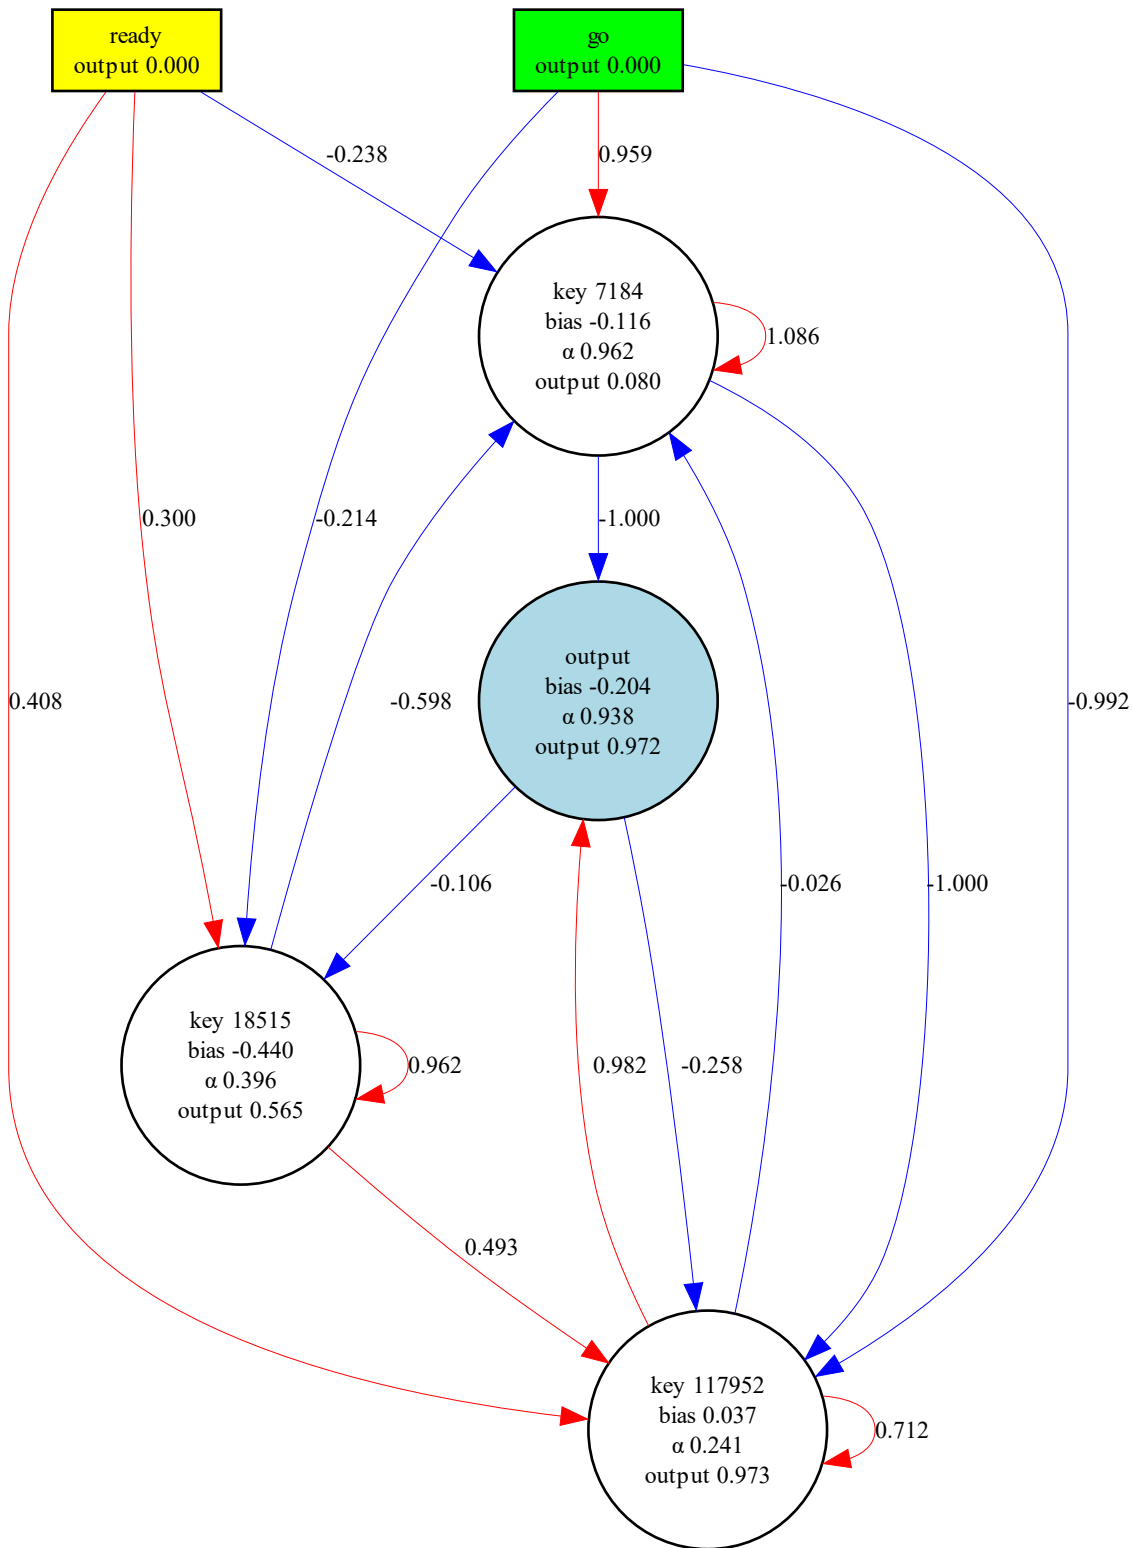 ready
output 0.000
go
output 0.000
-0.238
0.959
key 7184
bias -0.116
α 0.962
output 0.080
1.086
0.300
-0.214
-1.000
output
bias -0.204
α 0.938
output 0.972
0.408
-0.598
-0.992
-0.106
-0.026
-1.000
key 18515
bias -0.440
α 0.396
output 0.565
0.962
0.982
-0.258
0.493
key 117952
bias 0.037
α 0.241
output 0.973
0.712